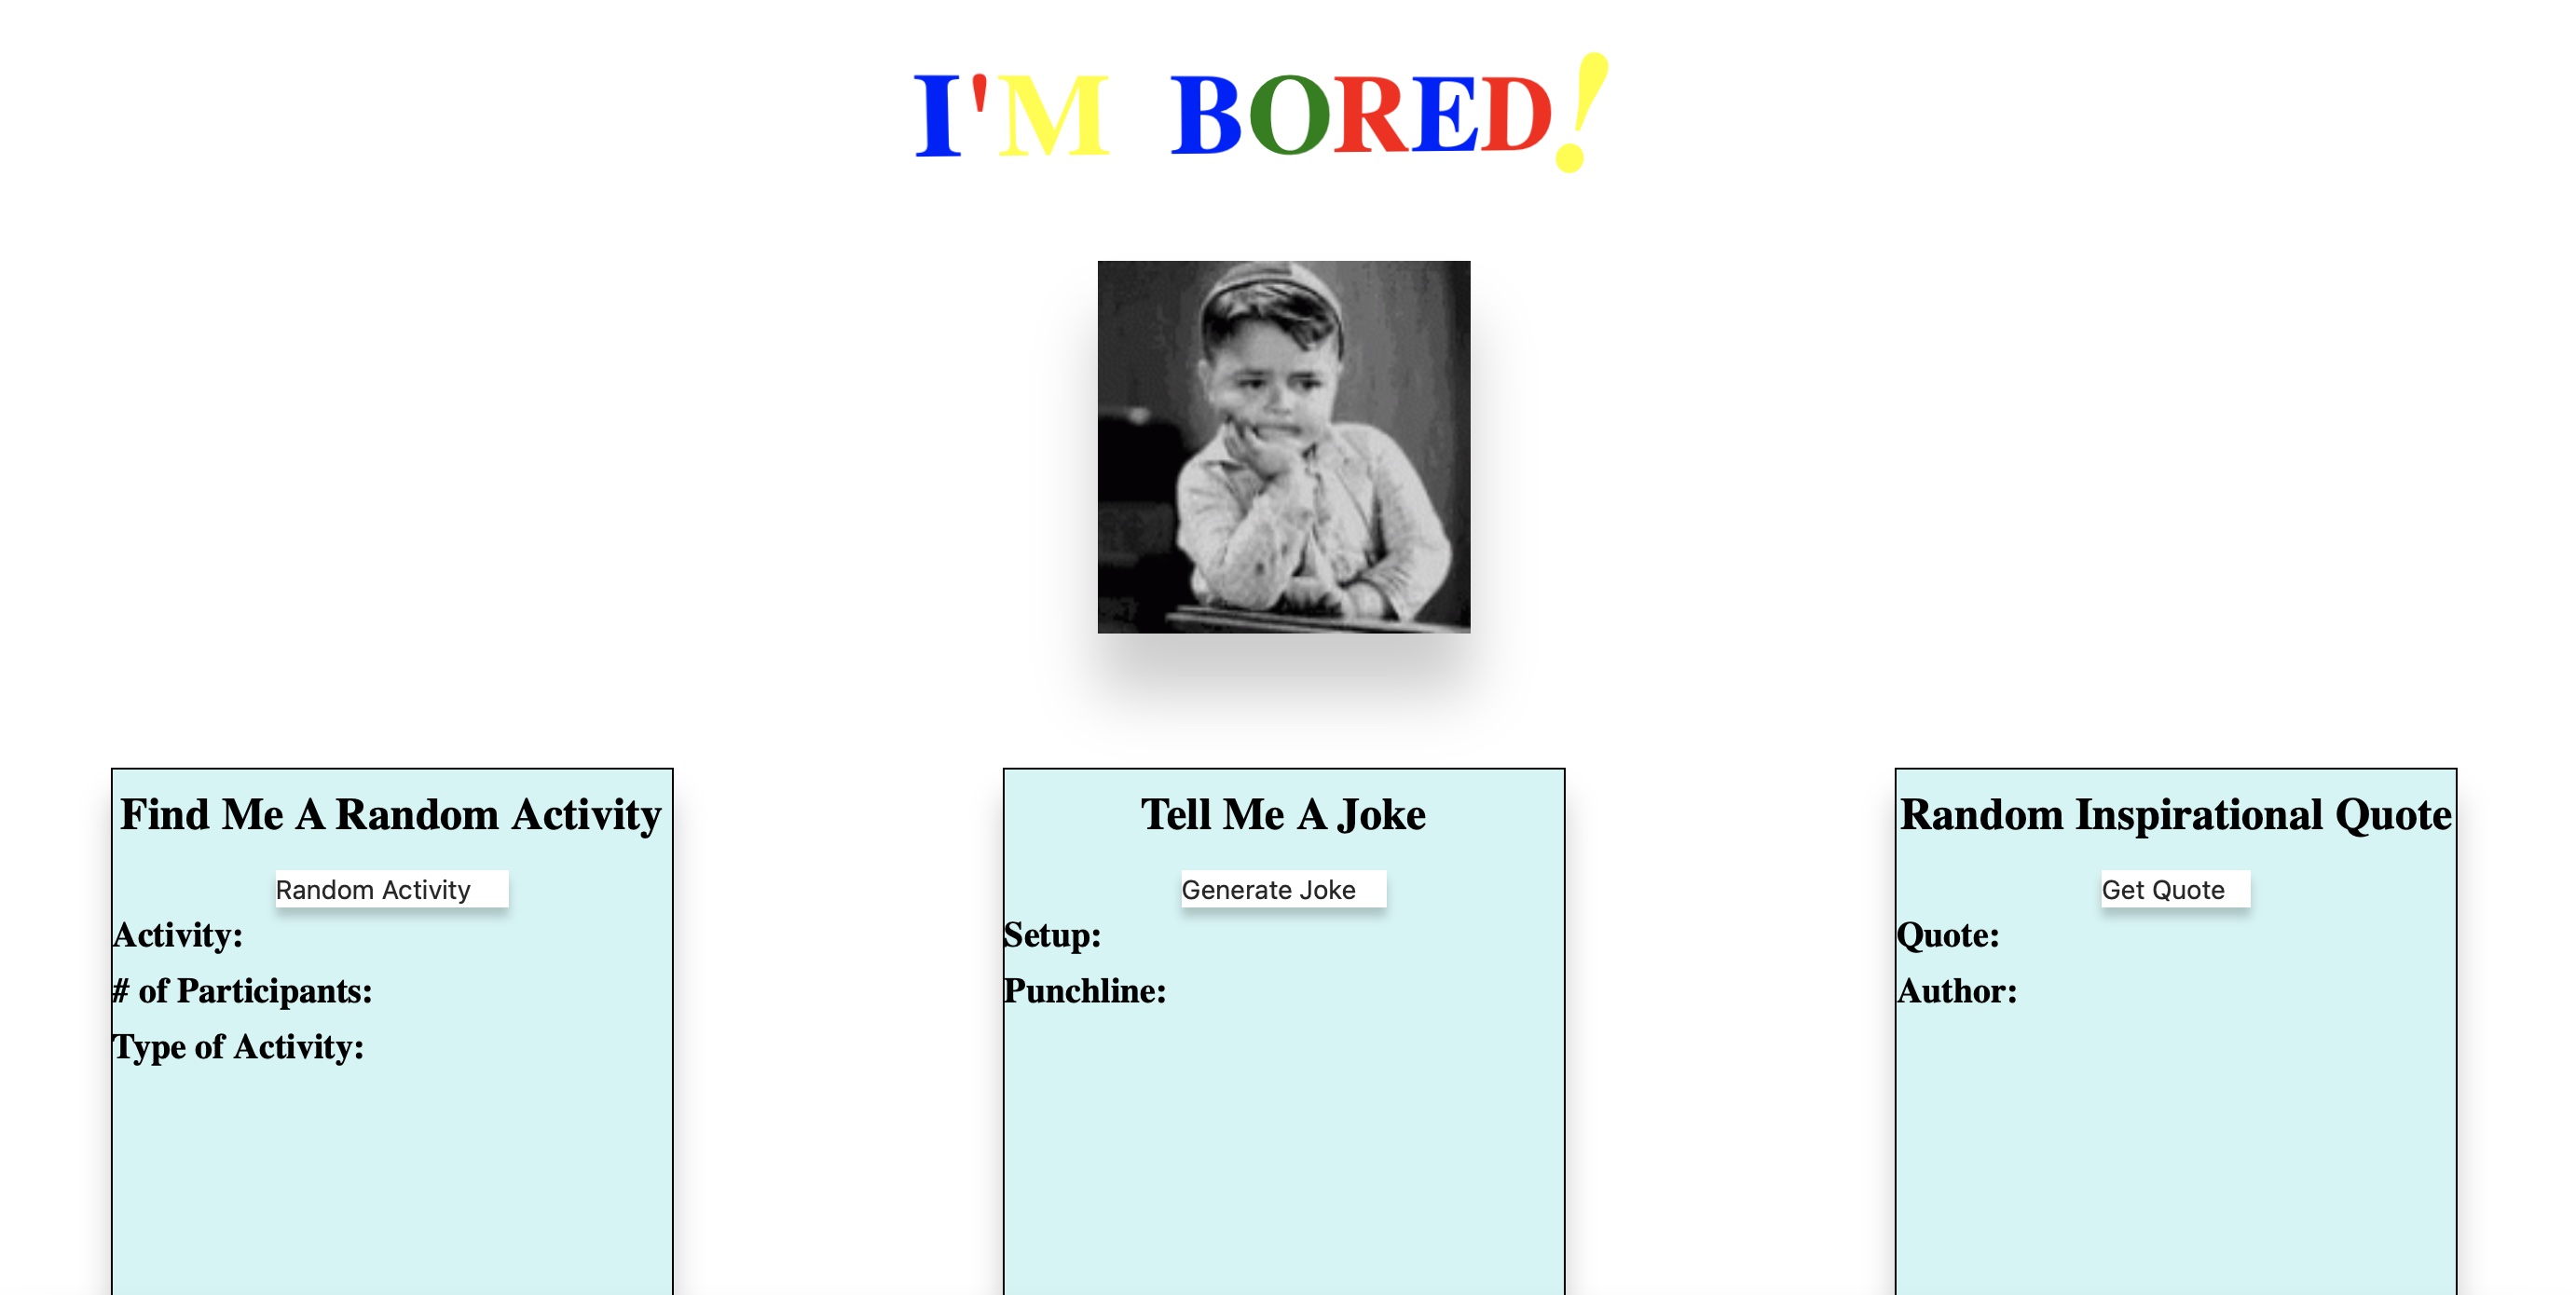 I'M BORED!
Find Me A Random Activity
Random Activity
Activity:
# of Participants:
Type of Activity:
Tell Me A Joke
Generate Joke
Setup:
Punchline:
Random Inspirational Quote
Get Quote
Quote:
Author: